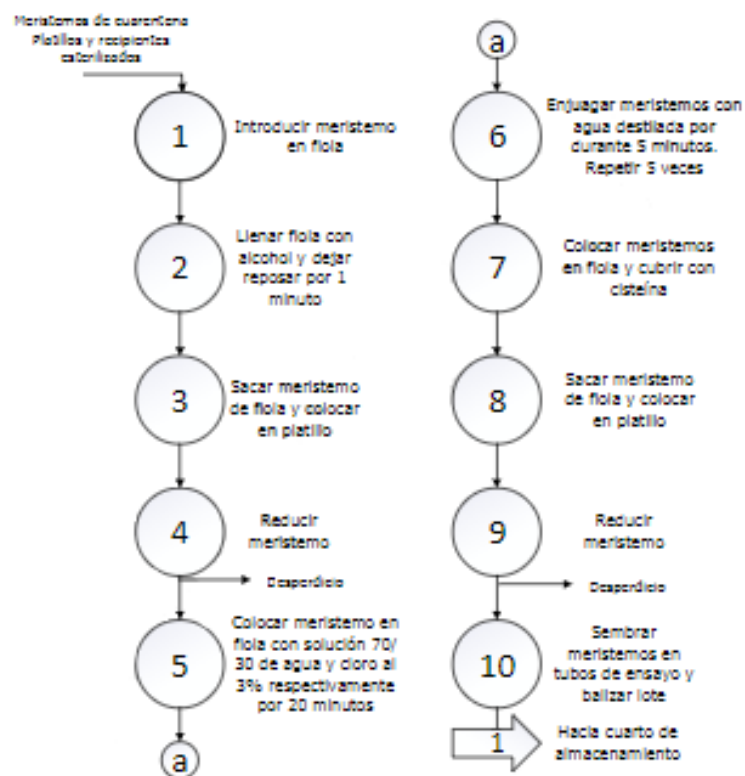 Meristemos de cuarentena
Platillos y recipientes
esterilizados
1
Introducir meristemo
en fiola
2
Llenar fiola con
alcohol y dejar
reposar por 1
minuto
3
Sacar meristemo
de fiola y colocar
en platillo
4
Reducir
meristemo
Desperdicio
5
Colocar meristemo en
fiola con solución 70/
30 de agua y cloro al
3% respectivamente
por 20 minutos
a
a
6
Enjuagar meristemos con
agua destilada por
durante 5 minutos.
Repetir 5 veces
7
Colocar meristemos
en fiola y cubrir con
cisteína
8
Sacar meristemo
de fiola y colocar
en platillo
9
Reducir
meristemo
Desperdicio
10
Sembrar
meristemos en
tubos de ensayo y
balizar lote
1
Hacia cuarto de
almacenamiento